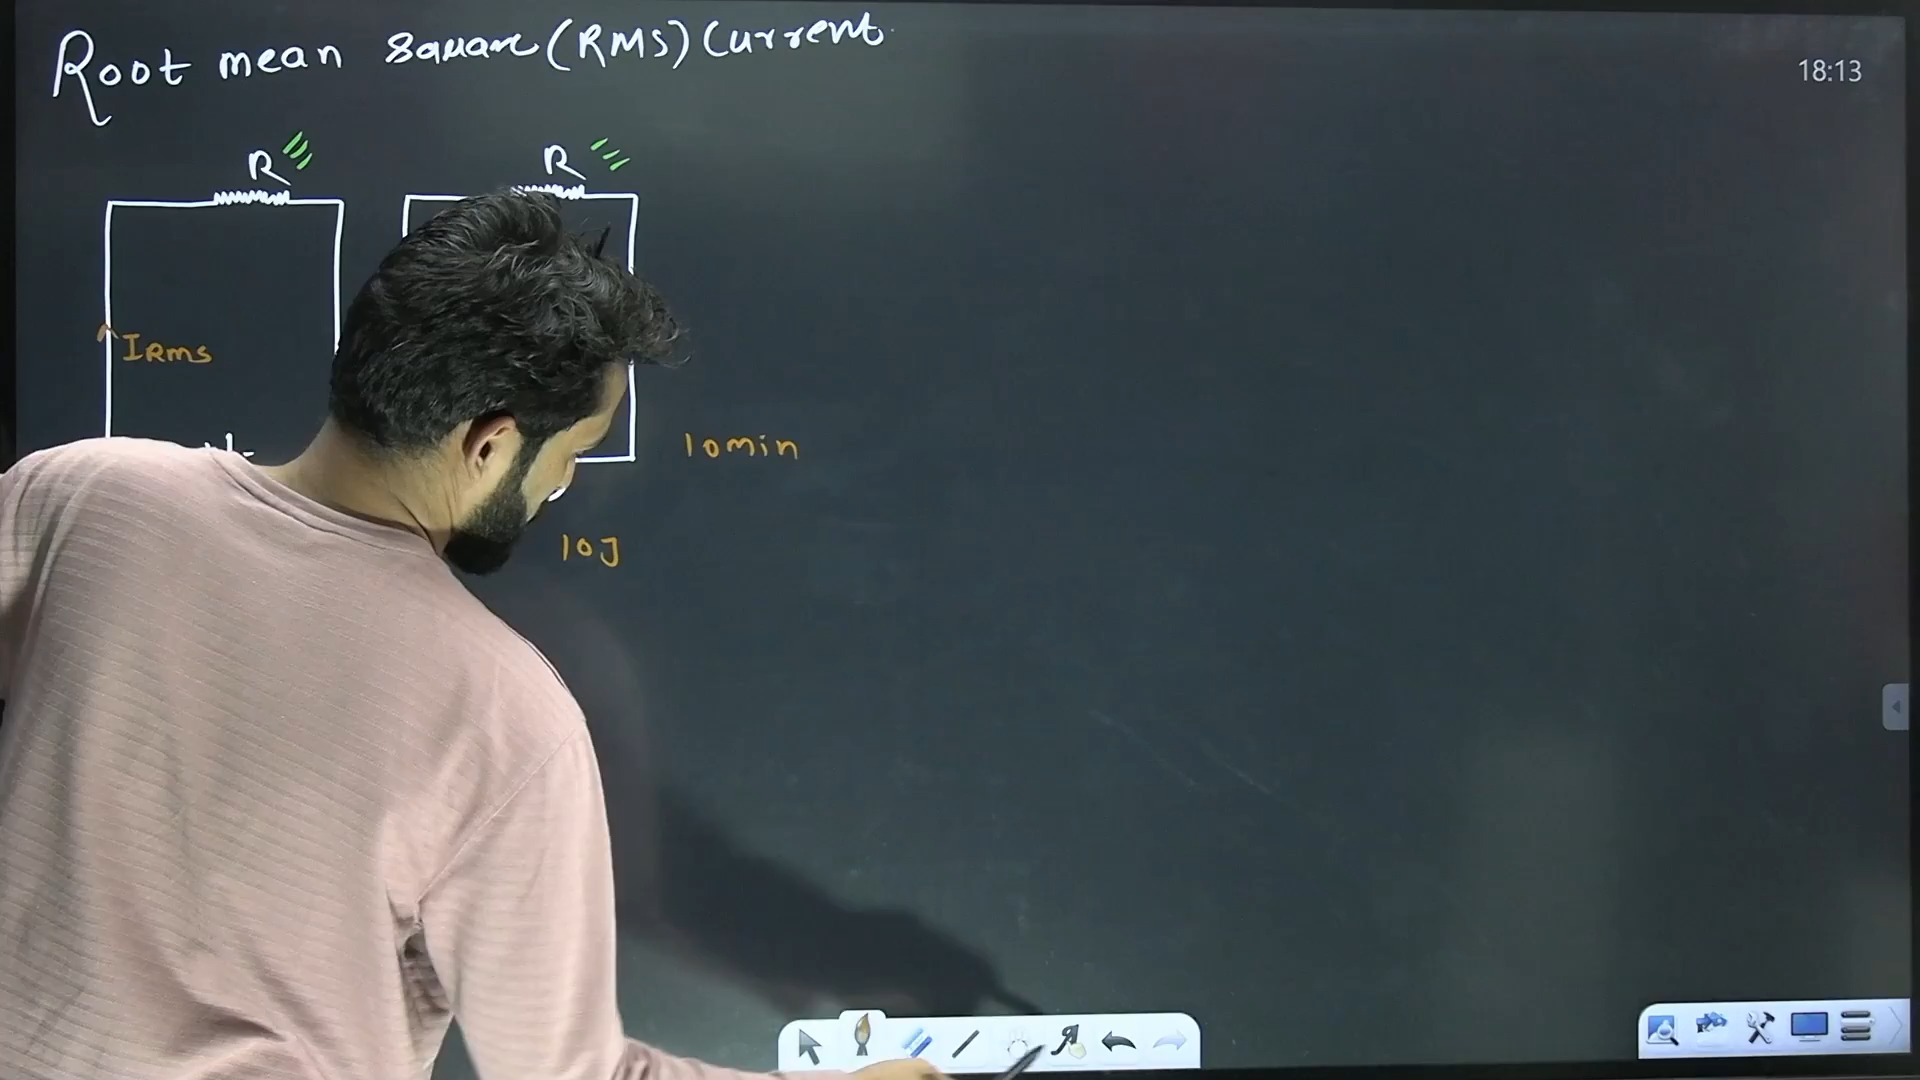 Root mean square (RMS) Current
18:13
R
R
IRMS
10min
10J